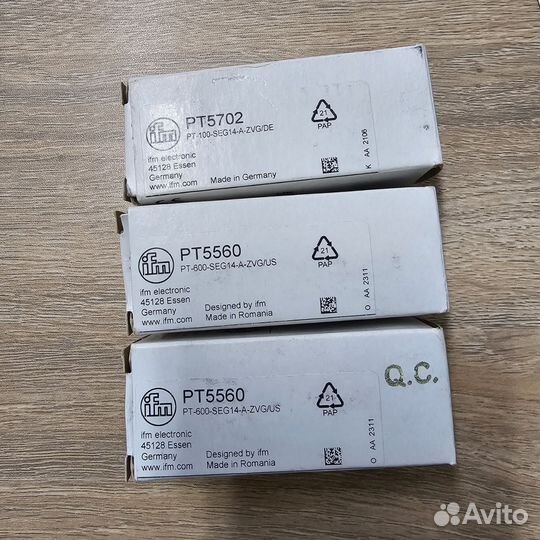 ifm
PT5702
PT-100-SEG14-A-ZVG/DE
ifm electronic
45128 Essen
Germany
www.ifm.com
Made in Germany
21
PAP
K AA 2106
ifm
PT5560
PT-600-SEG14-A-ZVG/US
ifm electronic
45128 Essen
Germany
www.ifm.com
Designed by ifm
Made in Romania
21
PAP
O AA 2311
ifm
PT5560
PT-600-SEG14-A-ZVG/US
ifm electronic
45128 Essen
Germany
www.ifm.com
Designed by ifm
Made in Romania
21
PAP
O AA 2311
Q.C.
Avito